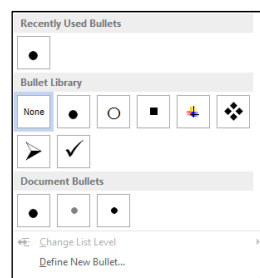 Recently Used Bullets
Bullet Library
None
Document Bullets
Change List Level
Define New Bullet...